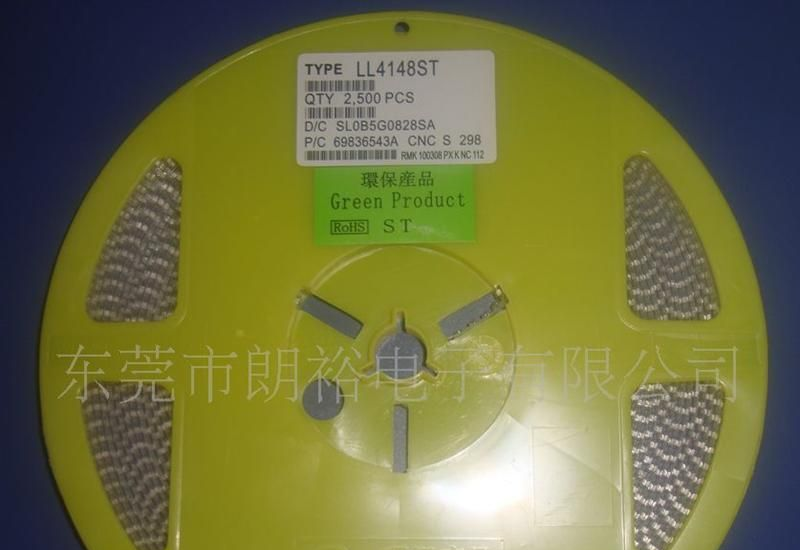 TYPE LL4148ST
QTY 2,500 PCS
D/C SL0B5G0828SA
P/C 69836543A CNC S 298
RMK 100308 PX K NC 112
環保産品
Green Product
RoHS ST
东莞市朗裕电子有限公司